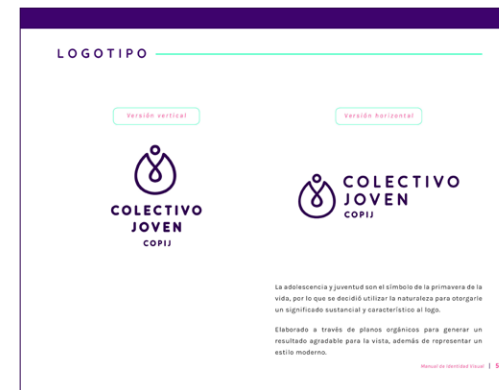 LOGOTIPO
Versión vertical
Versión horizontal
COLECTIVO
JOVEN
COPIJ
COLECTIVO
JOVEN
COPIJ
La adolescencia y juventud son el símbolo de la primavera de la
vida, por lo que se decidió utilizar la naturaleza para otorgarle
un significado sustancial y característico al logo.
Elaborado a través de planos orgánicos para generar un
resultado agradable para la vista, además de representar un
estilo moderno.
Manual de Identidad Visual | 5